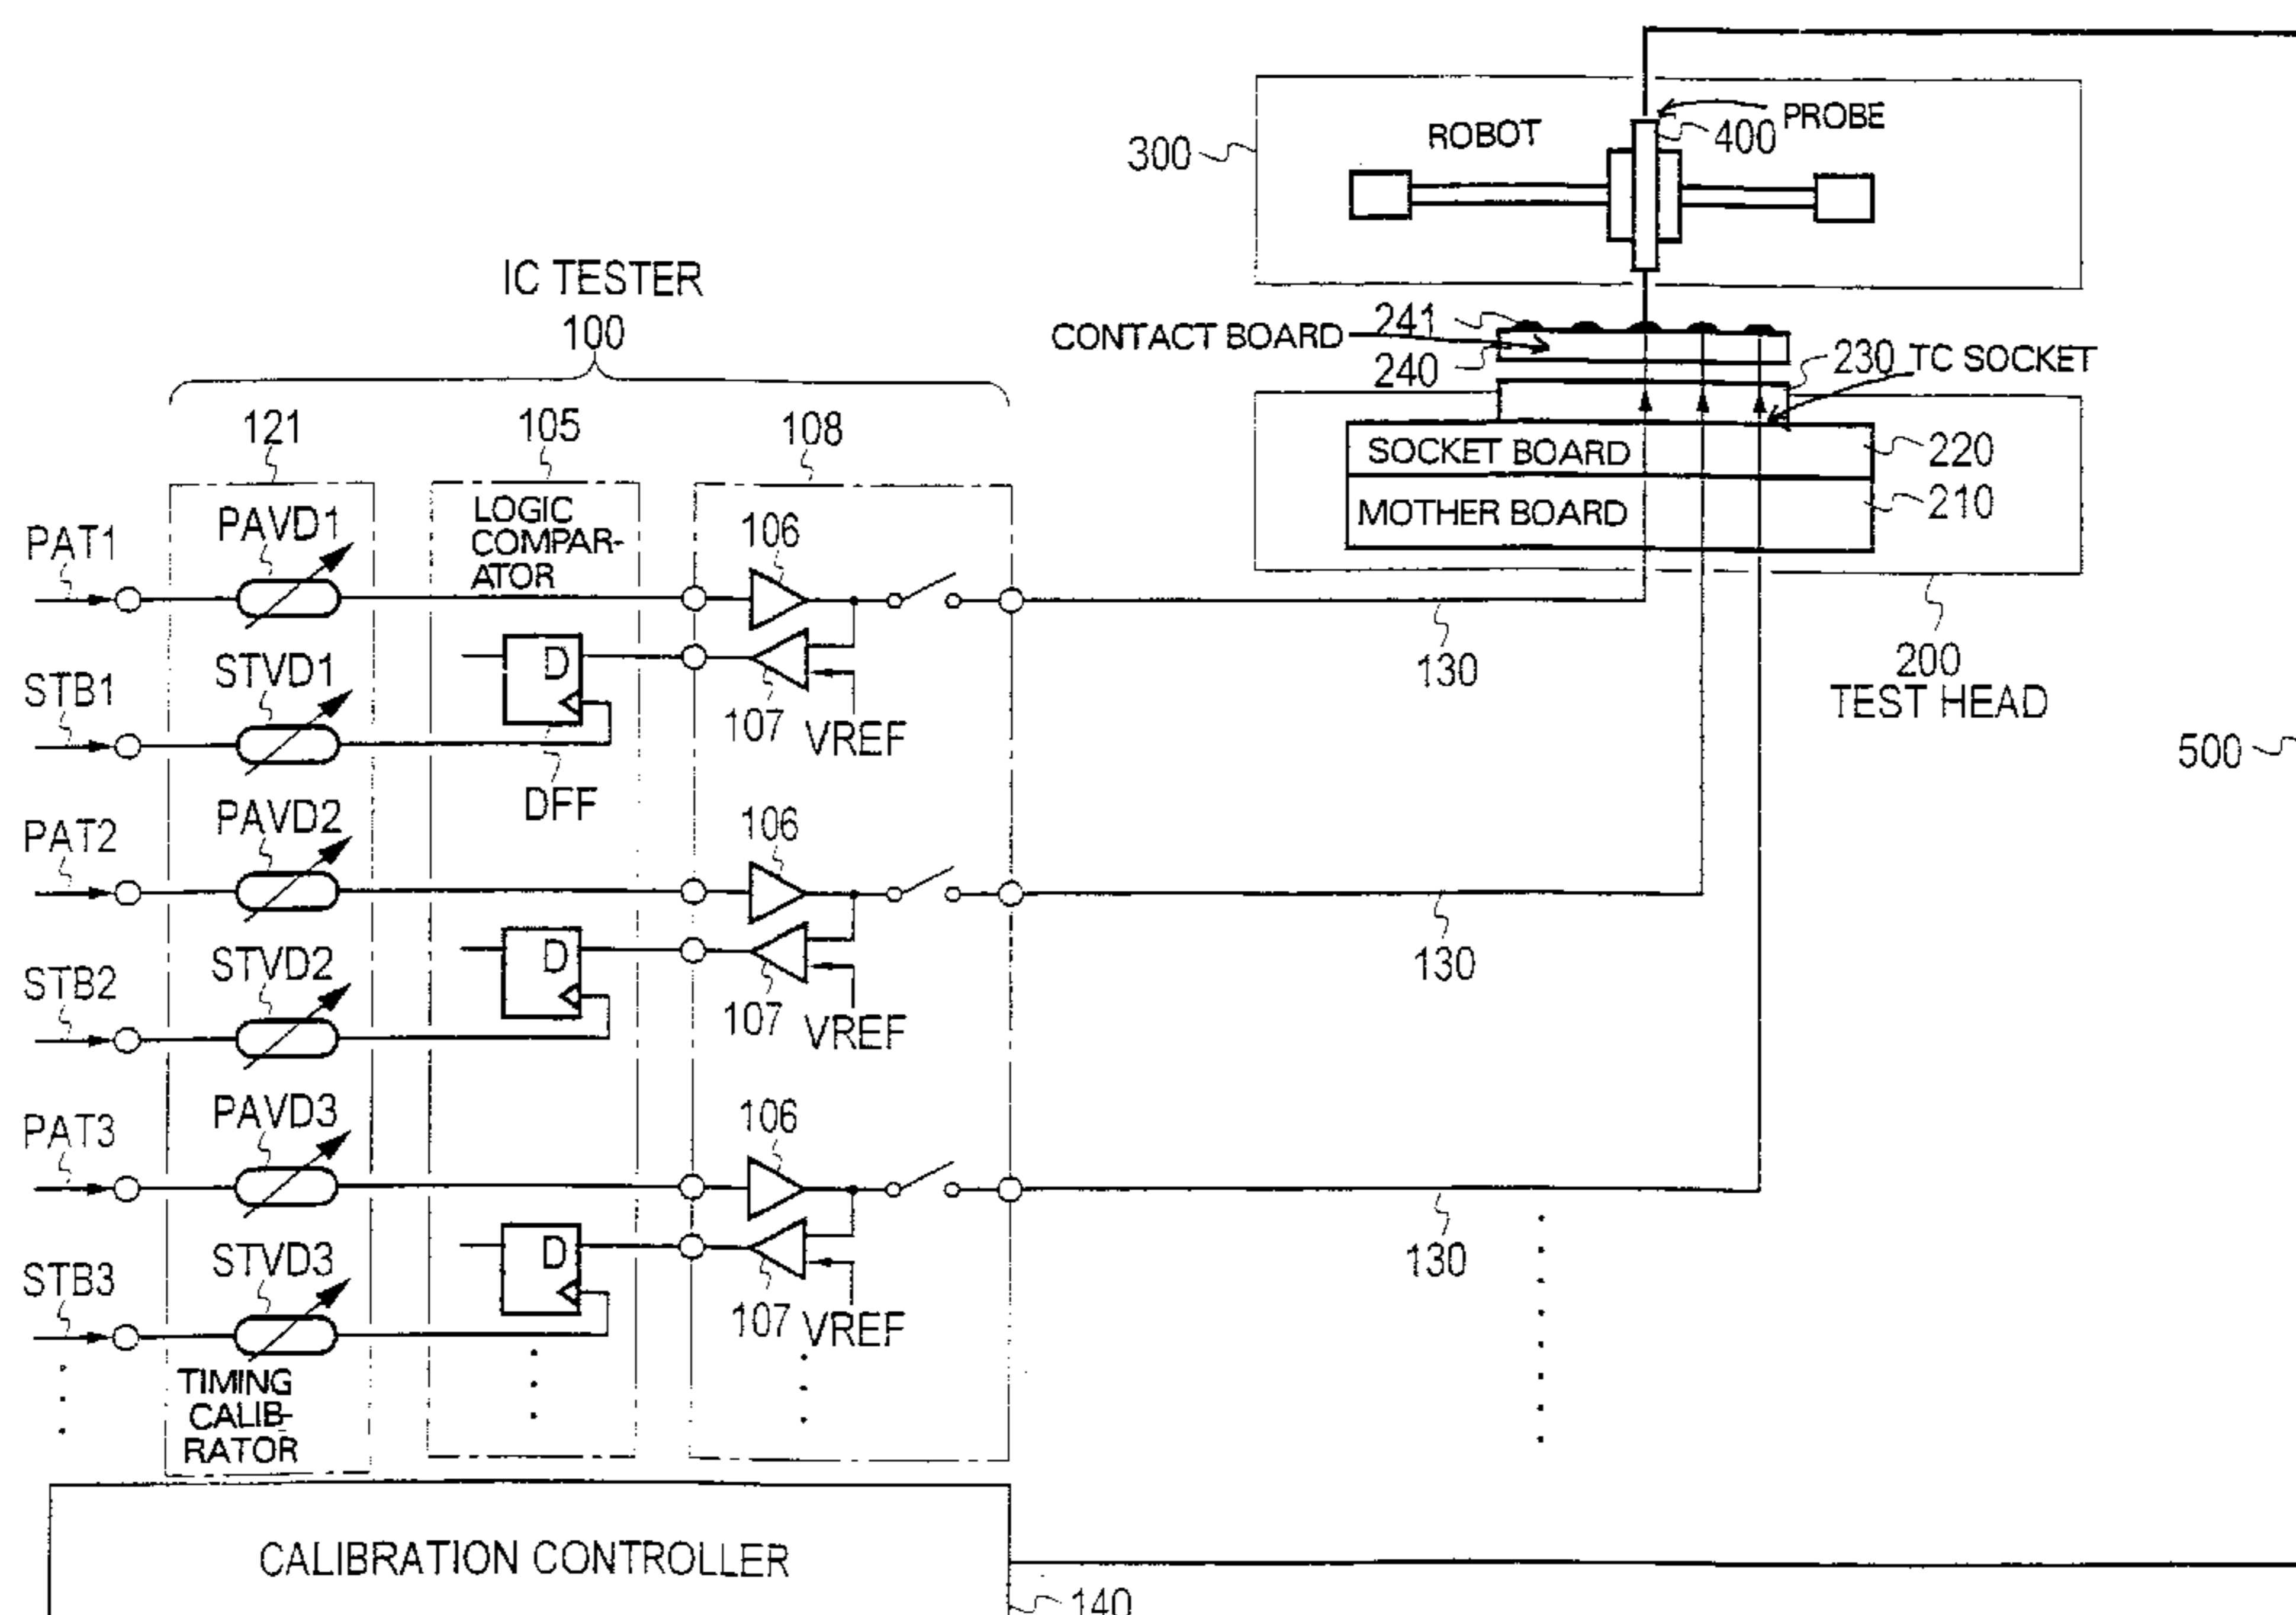 300
ROBOT
400
PROBE
IC TESTER
100
CONTACT BOARD
241
240
230
TC SOCKET
SOCKET BOARD
220
MOTHER BOARD
210
200
TEST HEAD
500
121
105
108
PAT1
PAVD1
LOGIC
COMPAR-
ATOR
106
130
STB1
STVD1
D
107
VREF
DFF
PAT2
PAVD2
106
130
STB2
STVD2
D
107
VREF
PAT3
PAVD3
106
130
STB3
STVD3
D
107
VREF
TIMING
CALIB-
RATOR
CALIBRATION CONTROLLER
140